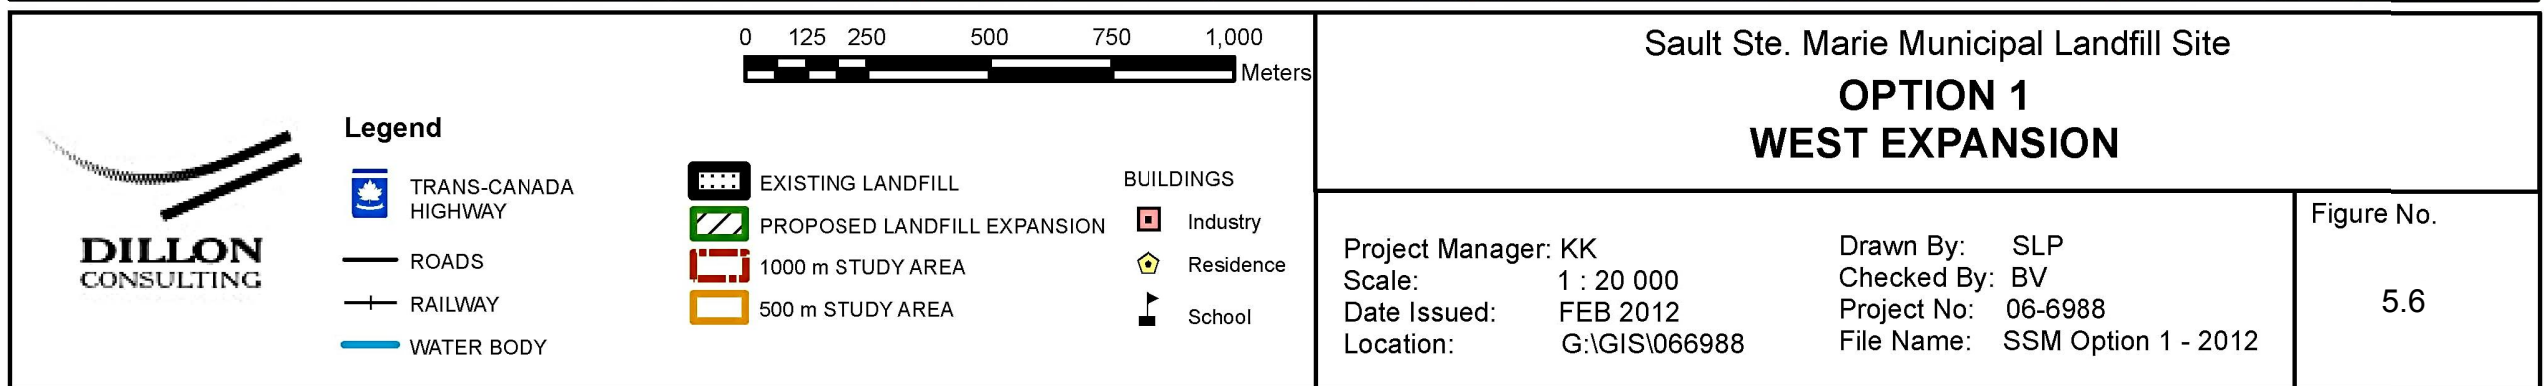 0 125 250 500 750 1,000
Meters
DILLON
CONSULTING
Legend
TRANS-CANADA
HIGHWAY
ROADS
RAILWAY
WATER BODY
EXISTING LANDFILL
PROPOSED LANDFILL EXPANSION
1000 m STUDY AREA
500 m STUDY AREA
BUILDINGS
Industry
Residence
School
Sault Ste. Marie Municipal Landfill Site
OPTION 1
WEST EXPANSION
Project Manager: KK
Scale: 1 : 20 000
Date Issued: FEB 2012
Location: G:\GIS\066988
Drawn By: SLP
Checked By: BV
Project No: 06-6988
File Name: SSM Option 1 - 2012
Figure No.
5.6